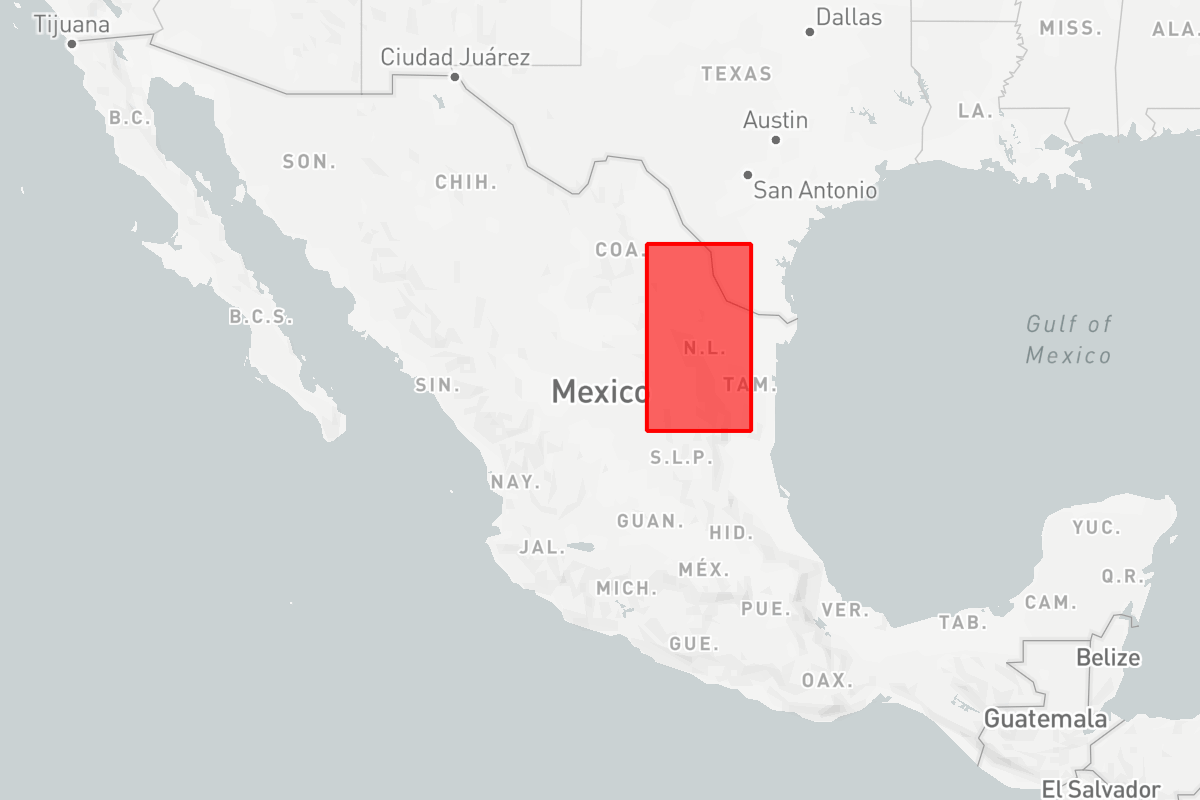 Tijuana
Dallas
MISS.
ALA.
Ciudad Juárez
TEXAS
B.C.
Austin
LA.
SON.
CHIH.
San Antonio
COA.
B.C.S.
Gulf of
Mexico
N.L.
SIN.
Mexico
TAM.
S.L.P.
NAY.
GUAN.
HID.
YUC.
JAL.
MÉX.
Q.R.
MICH.
CAM.
PUE.
VER.
TAB.
GUE.
Belize
OAX.
Guatemala
El Salvador